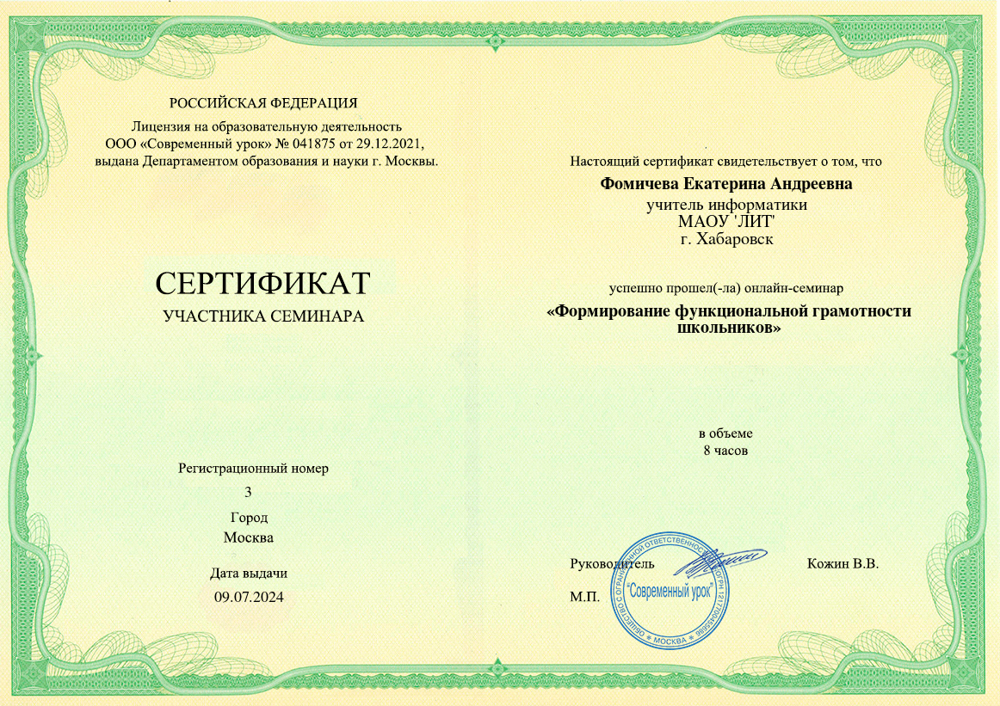 РОССИЙСКАЯ ФЕДЕРАЦИЯ
Лицензия на образовательную деятельность
ООО «Современный урок» № 041875 от 29.12.2021,
выдана Департаментом образования и науки г. Москвы.
СЕРТИФИКАТ
УЧАСТНИКА СЕМИНАРА
Регистрационный номер
3
Город
Москва
Дата выдачи
09.07.2024
Настоящий сертификат свидетельствует о том, что
Фомичева Екатерина Андреевна
учитель информатики
МАОУ 'ЛИТ'
г. Хабаровск
успешно прошел(-ла) онлайн-семинар
«Формирование функциональной грамотности
школьников»
в объеме
8 часов
Руководитель
Кожин В.В.
М.П.
ОБЩЕСТВО С ОГРАНИЧЕННОЙ ОТВЕТСТВЕННОСТЬЮ
"Современный урок"
* МОСКВА *